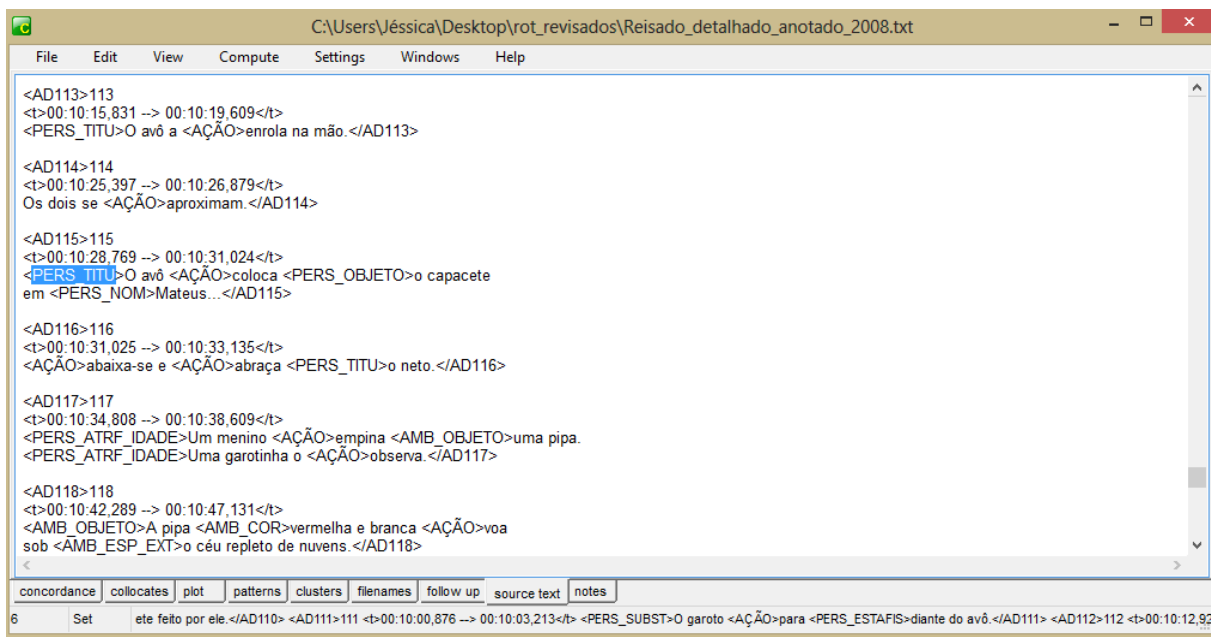 C:\Users\Jéssica\Desktop\rot_revisados\Reisado_detalhado_anotado_2008.txt
File Edit View Compute Settings Windows Help
<AD113>113
<t>00:10:15,831 --> 00:10:19,609</t>
<PERS_TITU>O avô a <AÇÃO>enrola na mão.</AD113>
<AD114>114
<t>00:10:25,397 --> 00:10:26,879</t>
Os dois se <AÇÃO>aproximam.</AD114>
<AD115>115
<t>00:10:28,769 --> 00:10:31,024</t>
<PERS_TITU>O avô <AÇÃO>coloca <PERS_OBJETO>o capacete
em <PERS_NOM>Mateus...</AD115>
<AD116>116
<t>00:10:31,025 --> 00:10:33,135</t>
<AÇÃO>abaixa-se e <AÇÃO>abraça <PERS_TITU>o neto.</AD116>
<AD117>117
<t>00:10:34,808 --> 00:10:38,609</t>
<PERS_ATRF_IDADE>Um menino <AÇÃO>empina <AMB_OBJETO>uma pipa.
<PERS_ATRF_IDADE>Uma garotinha o <AÇÃO>observa.</AD117>
<AD118>118
<t>00:10:42,289 --> 00:10:47,131</t>
<AMB_OBJETO>A pipa <AMB_COR>vermelha e branca <AÇÃO>voa
sob <AMB_ESP_EXT>o céu repleto de nuvens.</AD118>
concordance collocates plot patterns clusters filenames follow up source text notes
6 Set ete feito por ele.</AD110> <AD111>111 <t>00:10:00,876 --> 00:10:03,213</t> <PERS_SUBST>O garoto <AÇÃO>para <PERS_ESTAFIS>diante do avô.</AD111> <AD112>112 <t>00:10:12,92